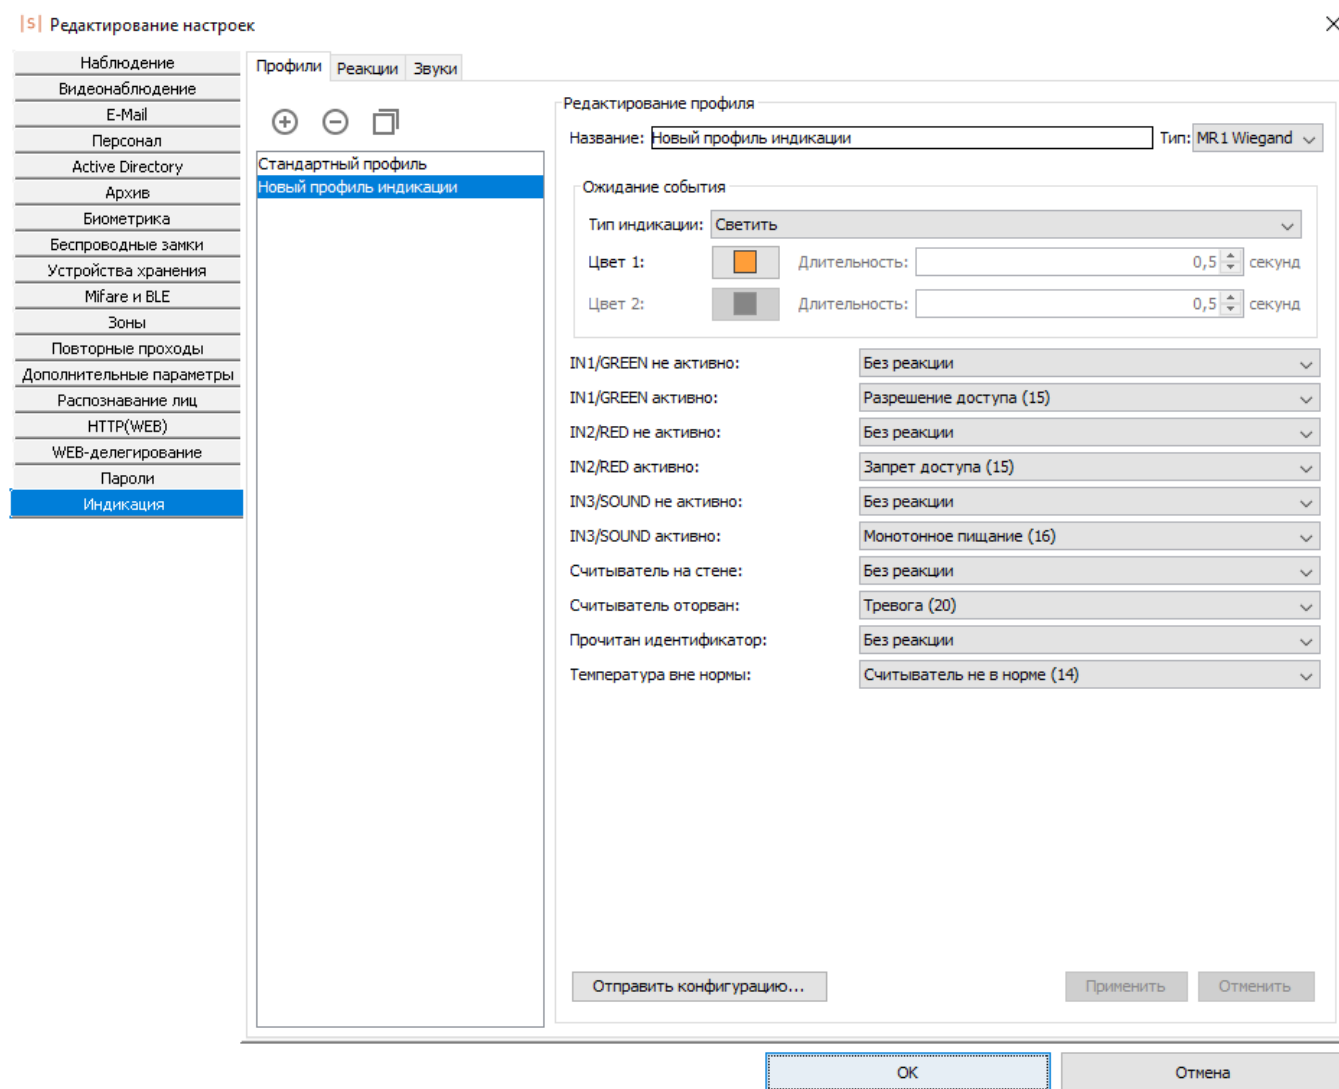 |S| Редактирование настроек
Наблюдение
Видеонаблюдение
E-Mail
Персонал
Active Directory
Архив
Биометрика
Беспроводные замки
Устройства хранения
Mifare и BLE
Зоны
Повторные проходы
Дополнительные параметры
Распознавание лиц
HTTP(WEB)
WEB-делегирование
Пароли
Индикация
Профили Реакции Звуки
Стандартный профиль
Новый профиль индикации
Редактирование профиля
Название: Новый профиль индикации Тип: MR1 Wiegand
Ожидание события
Тип индикации: Светить
Цвет 1: Длительность: 0,5 секунд
Цвет 2: Длительность: 0,5 секунд
IN1/GREEN не активно: Без реакции
IN1/GREEN активно: Разрешение доступа (15)
IN2/RED не активно: Без реакции
IN2/RED активно: Запрет доступа (15)
IN3/SOUND не активно: Без реакции
IN3/SOUND активно: Монотонное пищание (16)
Считыватель на стене: Без реакции
Считыватель оторван: Тревога (20)
Прочитан идентификатор: Без реакции
Температура вне нормы: Считыватель не в норме (14)
Отправить конфигурацию... Применить Отменить
OK Отмена